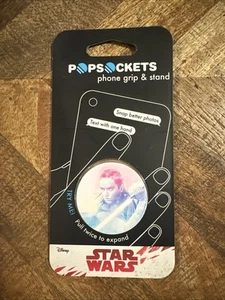 POPSOCKETS
phone grip & stand
Snap better photos
Text with one hand
TRY ME!
Pull twice to expand
Disney
STAR
WARS